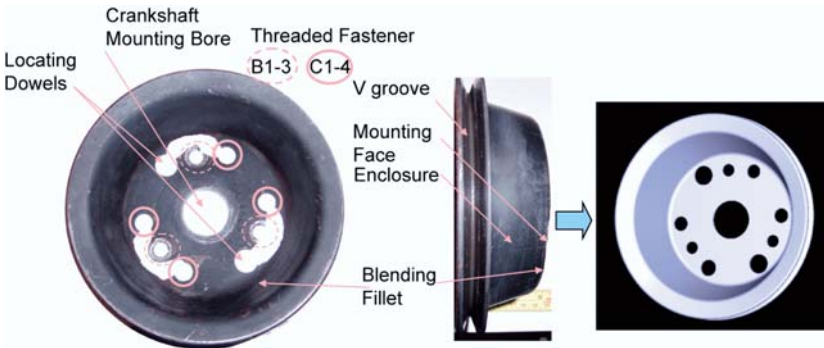 Crankshaft
Mounting Bore
Threaded Fastener
B1-3 C1-4
Locating
Dowels
V groove
Mounting
Face
Enclosure
Blending
Fillet